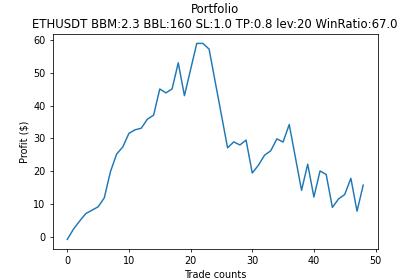 Portfolio
ETHUSDT BBM:2.3 BBL:160 SL:1.0 TP:0.8 lev:20 WinRatio:67.0
60
50
40
30
20
10
0
Profit ($)
0 10 20 30 40 50
Trade counts